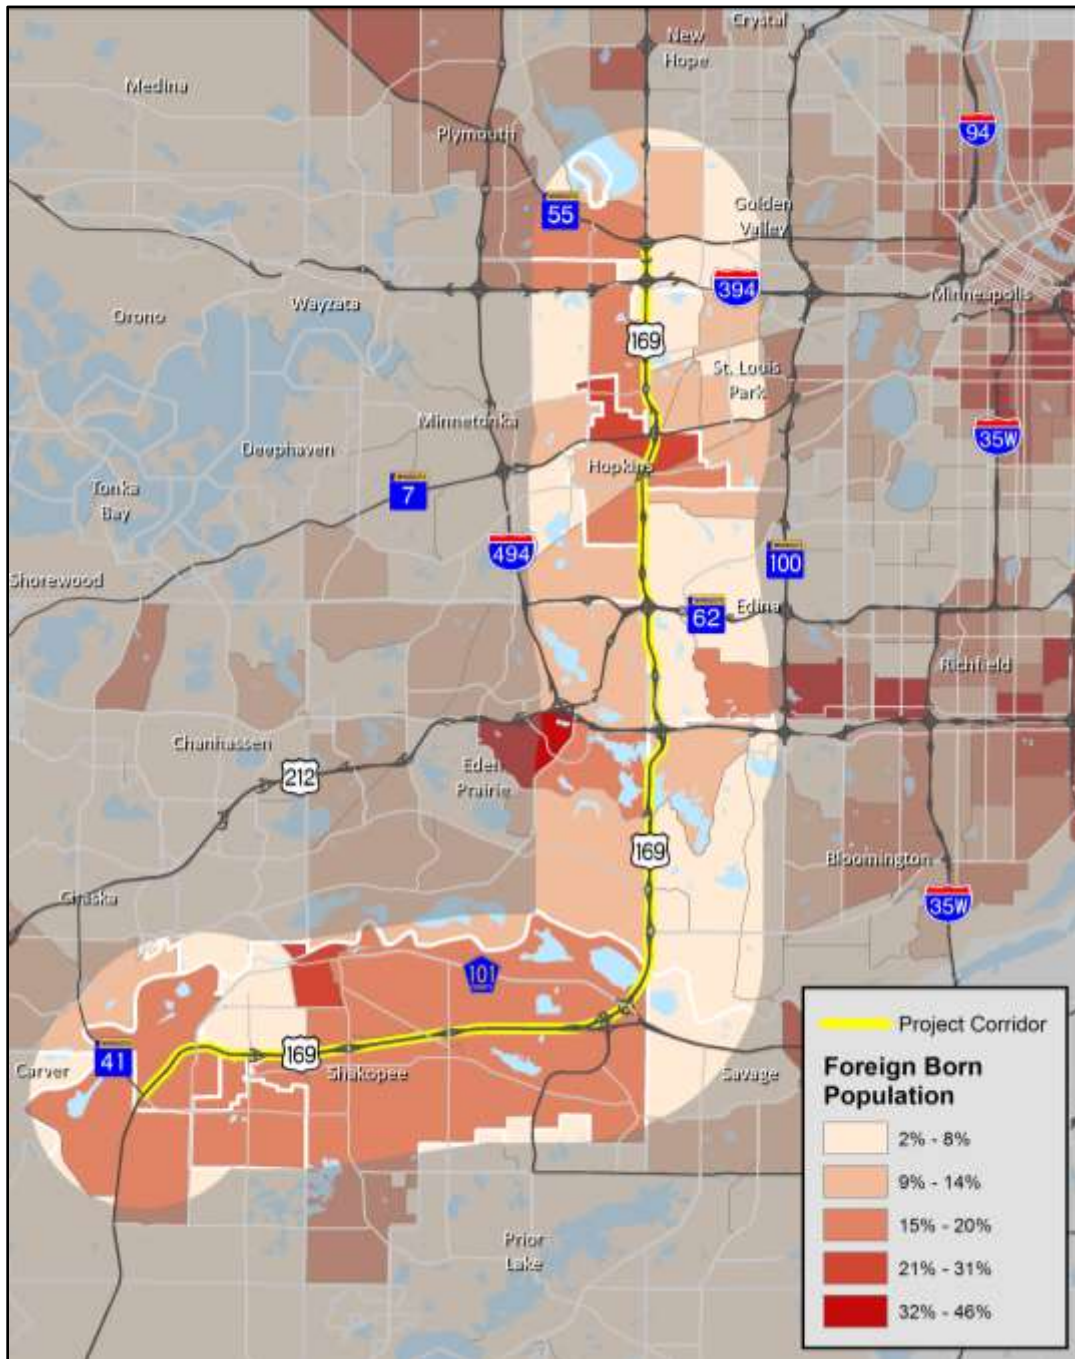 Crystal
New
Hope
Medina
Plymouth
94
55
Golden
Valley
394
Minneapolis
Wayzata
Orono
169
St. Louis
Park
Minnetonka
35W
Deephaven
Hopkins
7
Tonka
Bay
494
100
Shorewood
62
Edina
Richfield
Chanhassen
212
Eden
Prairie
169
Bloomington
Chaska
35W
101
Project Corridor
169
41
Carver
Shakopee
Savage
Foreign Born
Population
2% - 8%
9% - 14%
15% - 20%
21% - 31%
32% - 46%
Prior
Lake